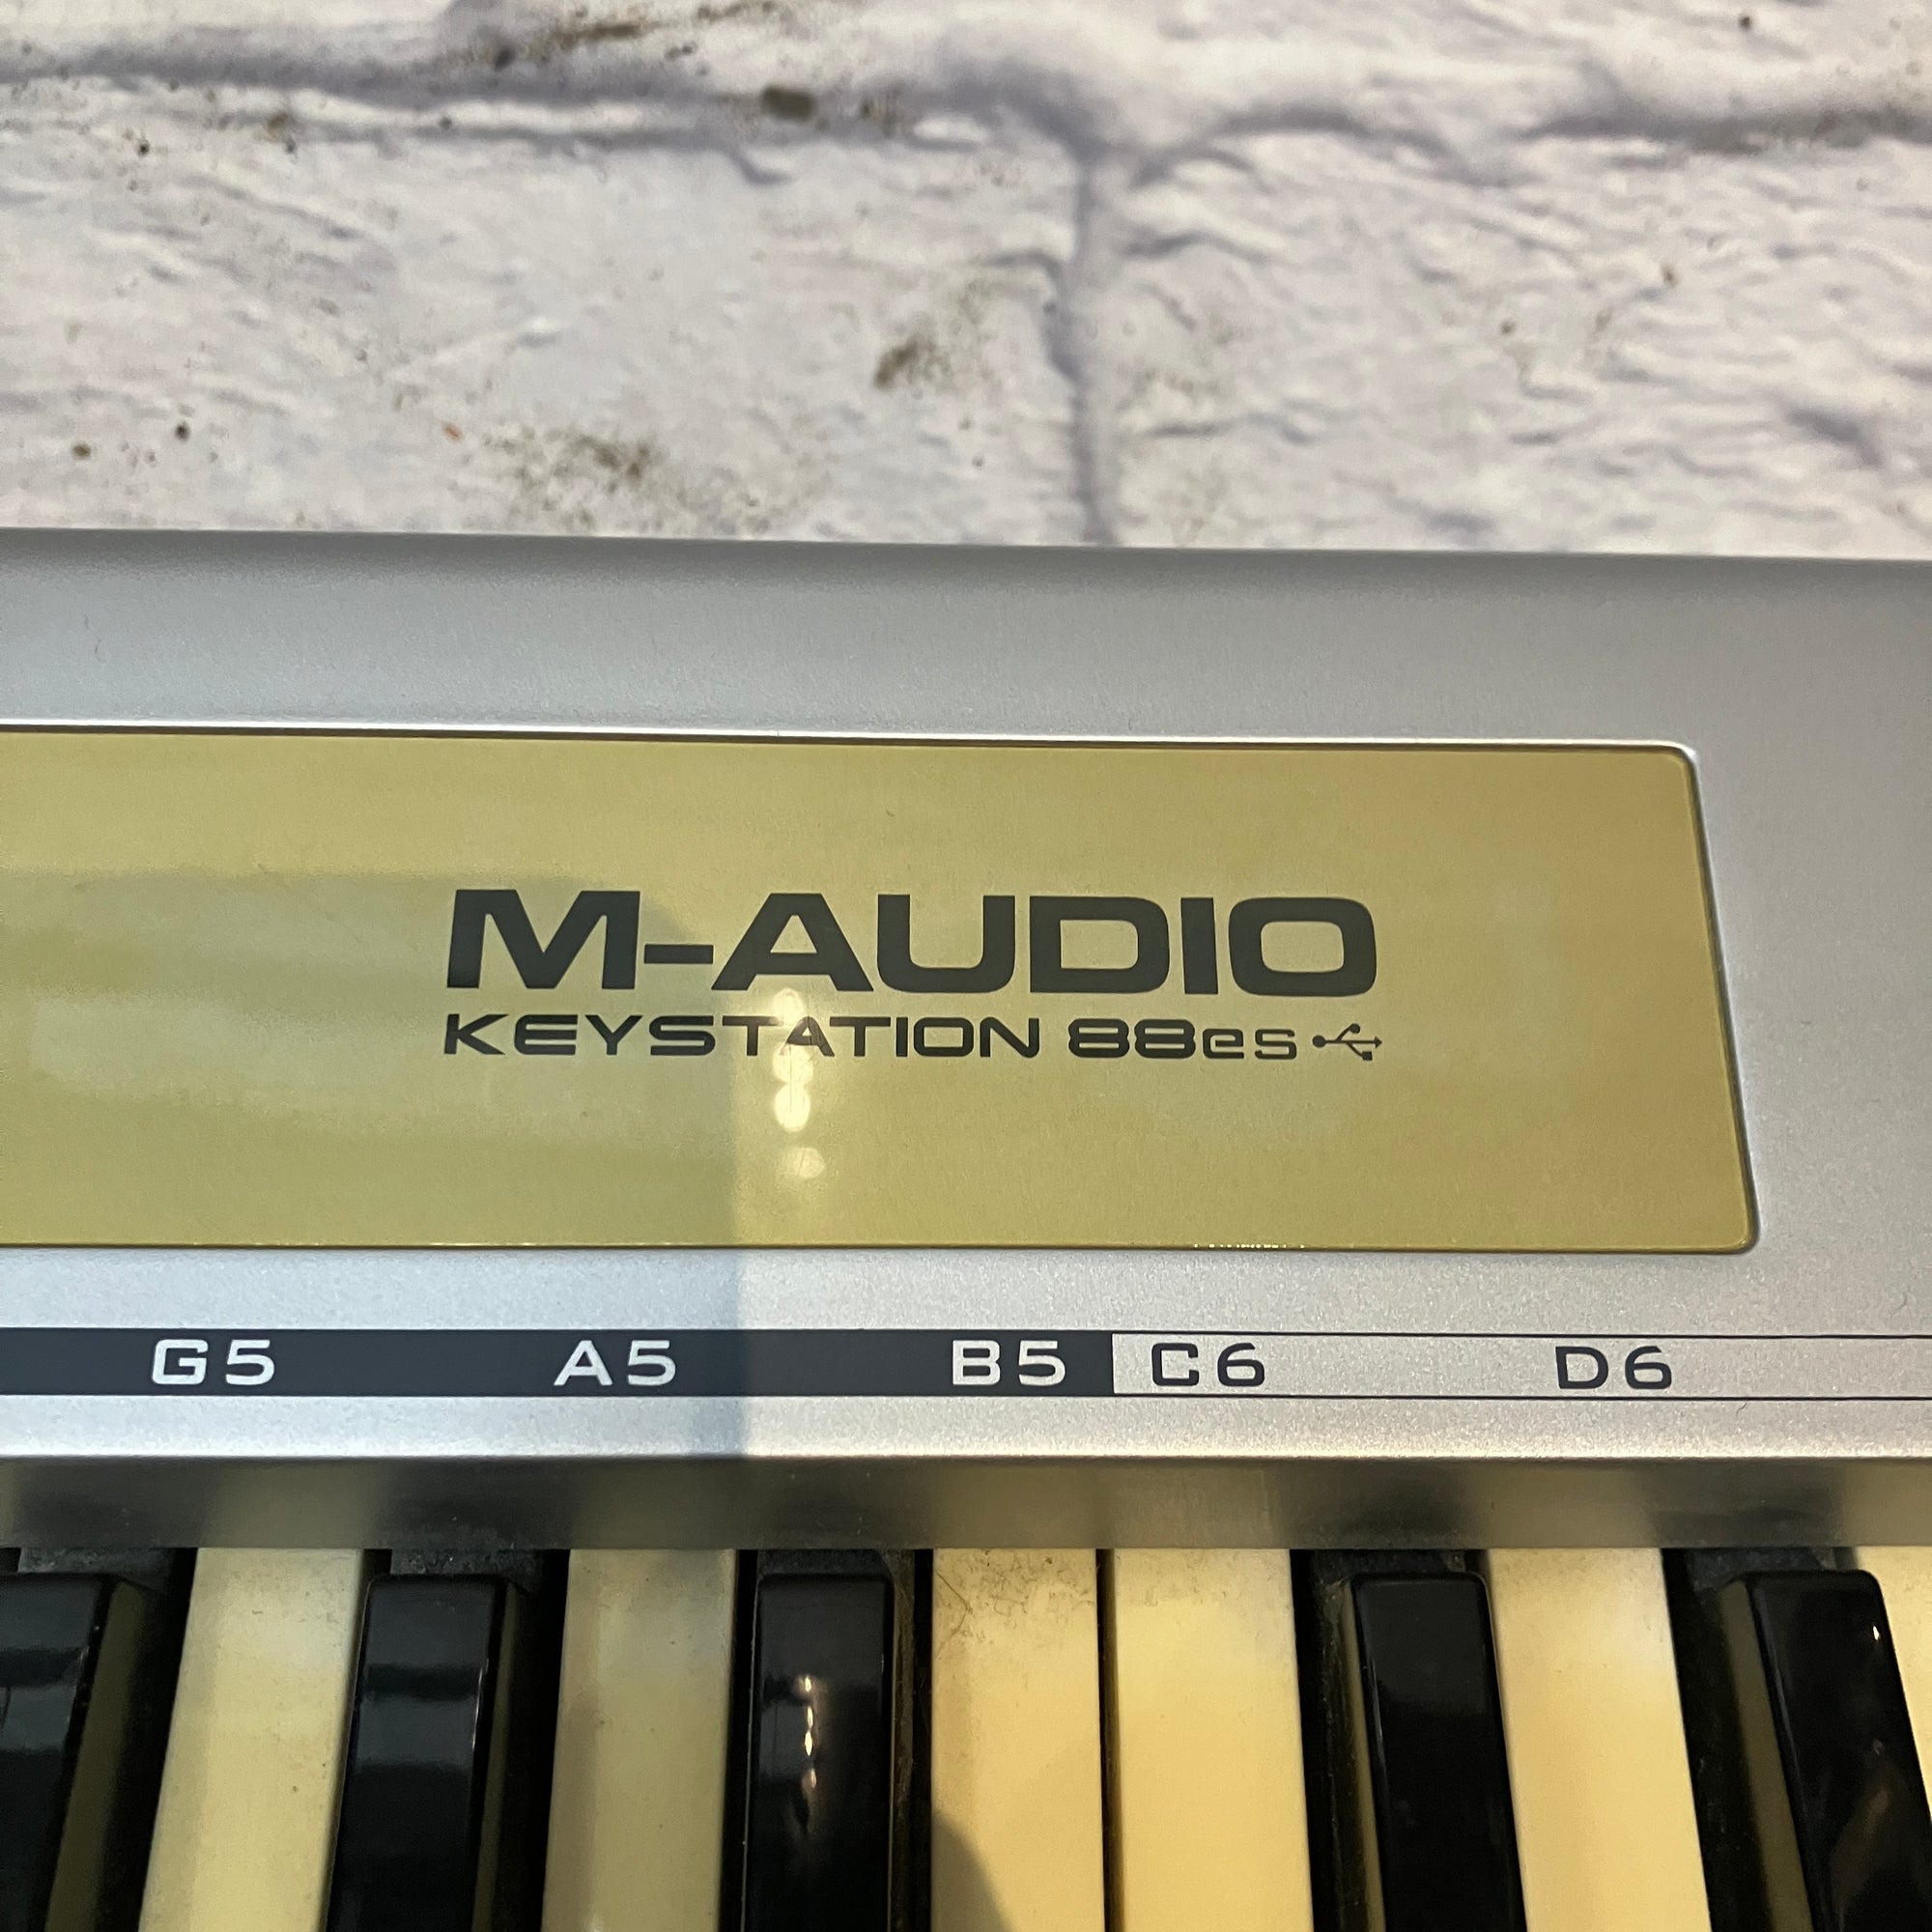 M-AUDIO
KEYSTATION 88es
G5 A5 B5 C6 D6